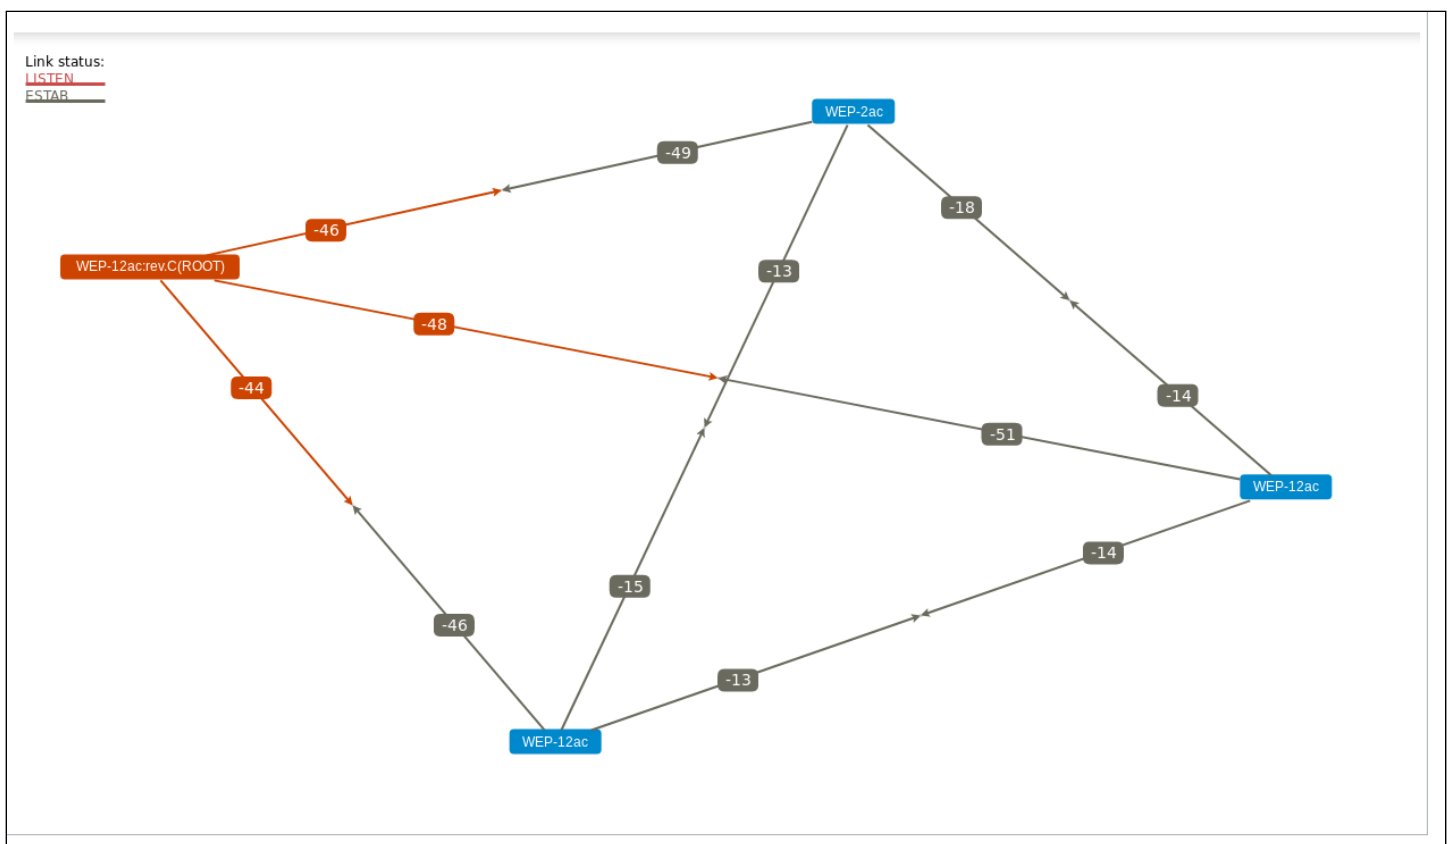 Link status:
LISTEN
ESTAB
WEP-2ac
-49
-18
-46
WEP-12ac:rev.C(ROOT)
-13
-48
-44
-14
-51
WEP-12ac
-14
-15
-46
-13
WEP-12ac